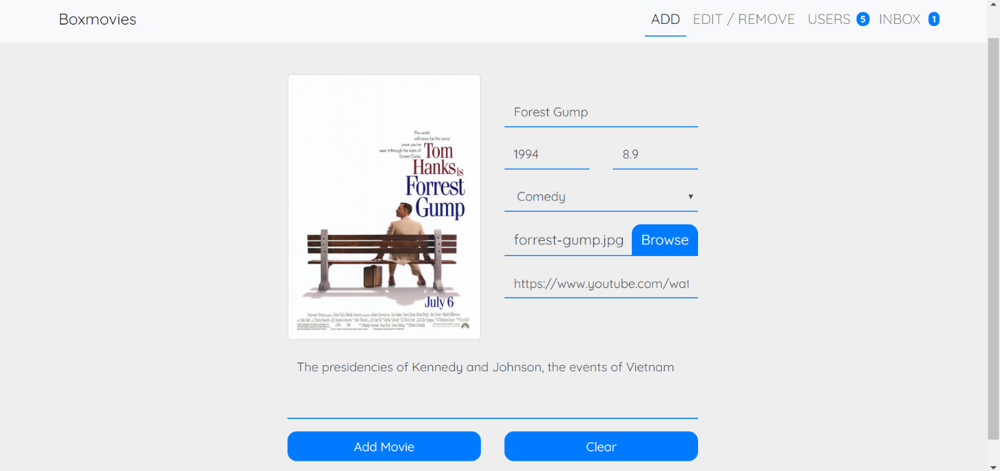 Boxmovies
ADD EDIT / REMOVE USERS 5 INBOX 1
The world
will never be the same
once you've
seen it through the eyes of
Forrest Gump.
Tom
Hanks is
Forrest
Gump
July 6
Forest Gump
1994 8.9
Comedy
forrest-gump.jpg Browse
https://www.youtube.com/wat
The presidencies of Kennedy and Johnson, the events of Vietnam
Add Movie Clear